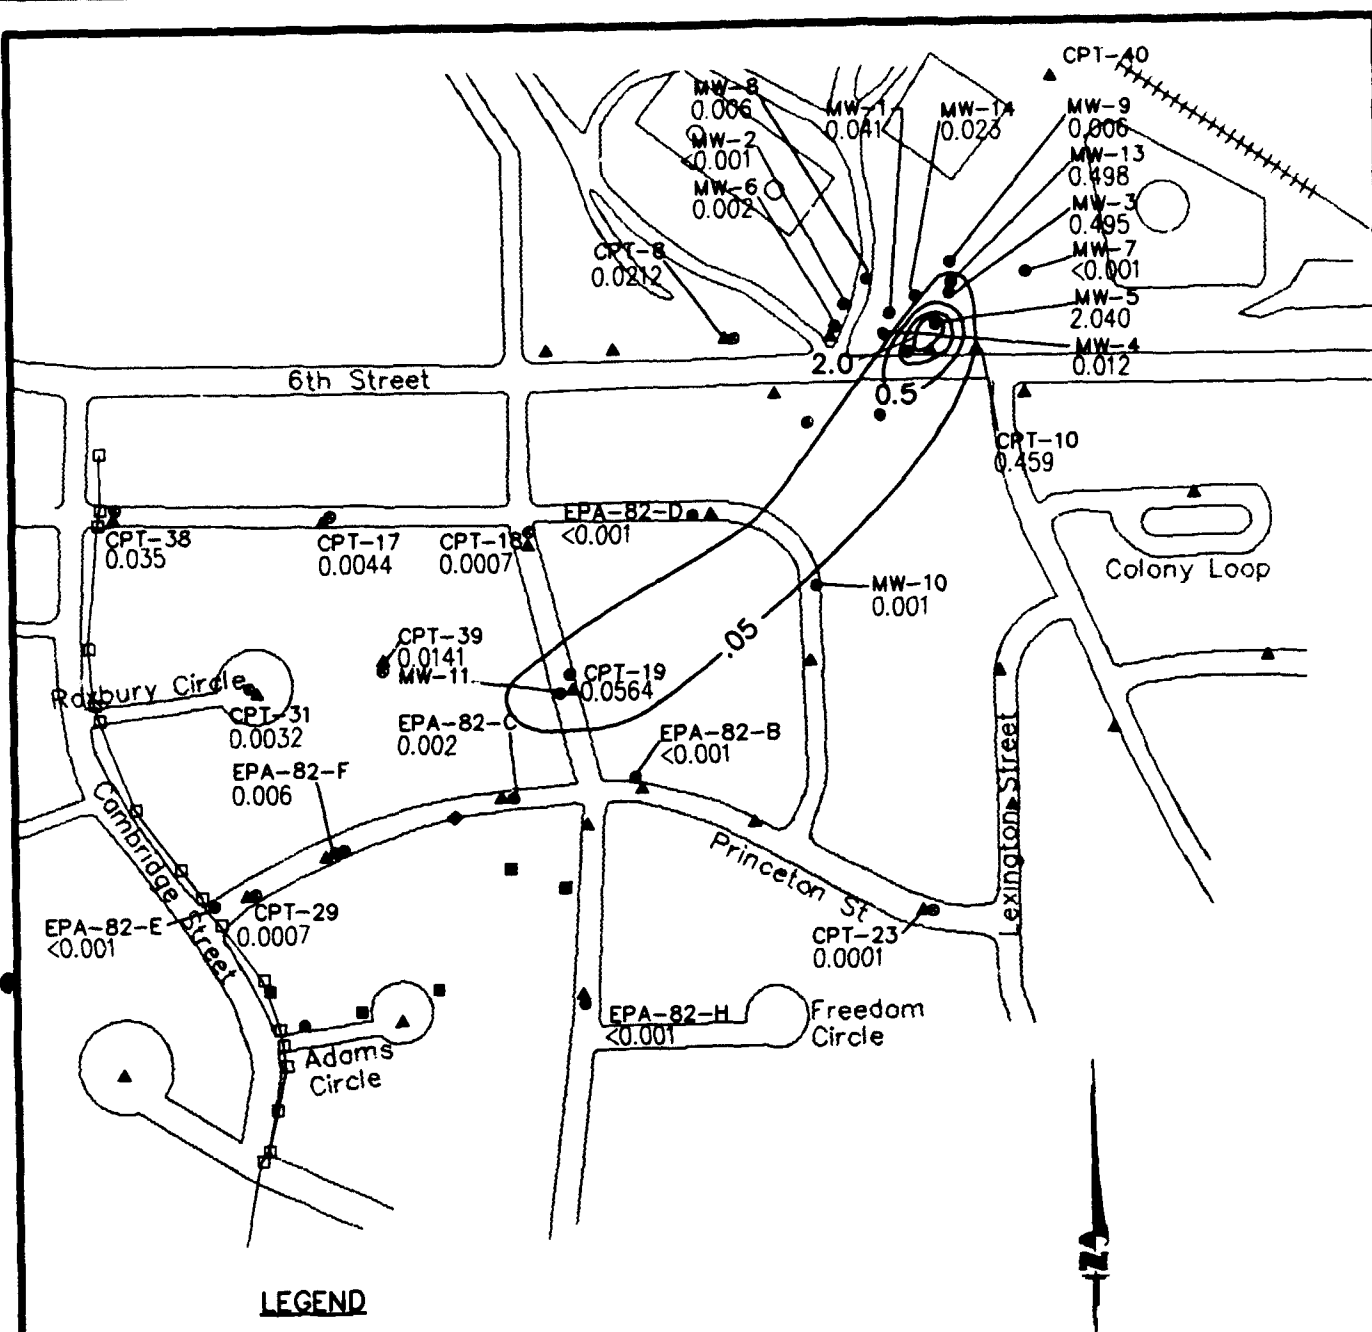 CPT-40
MW-8
0.006
MW-1
0.041
MW-14
0.023
MW-9
0.006
MW-2
<0.001
MW-13
0.498
MW-6
0.002
MW-3
0.495
CPT-8
0.0212
MW-7
<0.001
MW-5
2.040
MW-4
0.012
2.0
0.5
6th Street
CPT-10
0.459
EPA-82-D
<0.001
CPT-38
0.035
CPT-17
0.0044
CPT-18
0.0007
Colony Loop
MW-10
0.001
.05
CPT-39
0.0141
MW-11
CPT-19
0.0564
Roxbury Circle
CPT-31
0.0032
EPA-82-C
0.002
EPA-82-B
<0.001
EPA-82-F
0.006
Cambridge Street
Princeton St
Lexington Street
EPA-82-E
<0.001
CPT-29
0.0007
CPT-23
0.0001
EPA-82-H
<0.001
Freedom
Circle
Adams
Circle
N
LEGEND